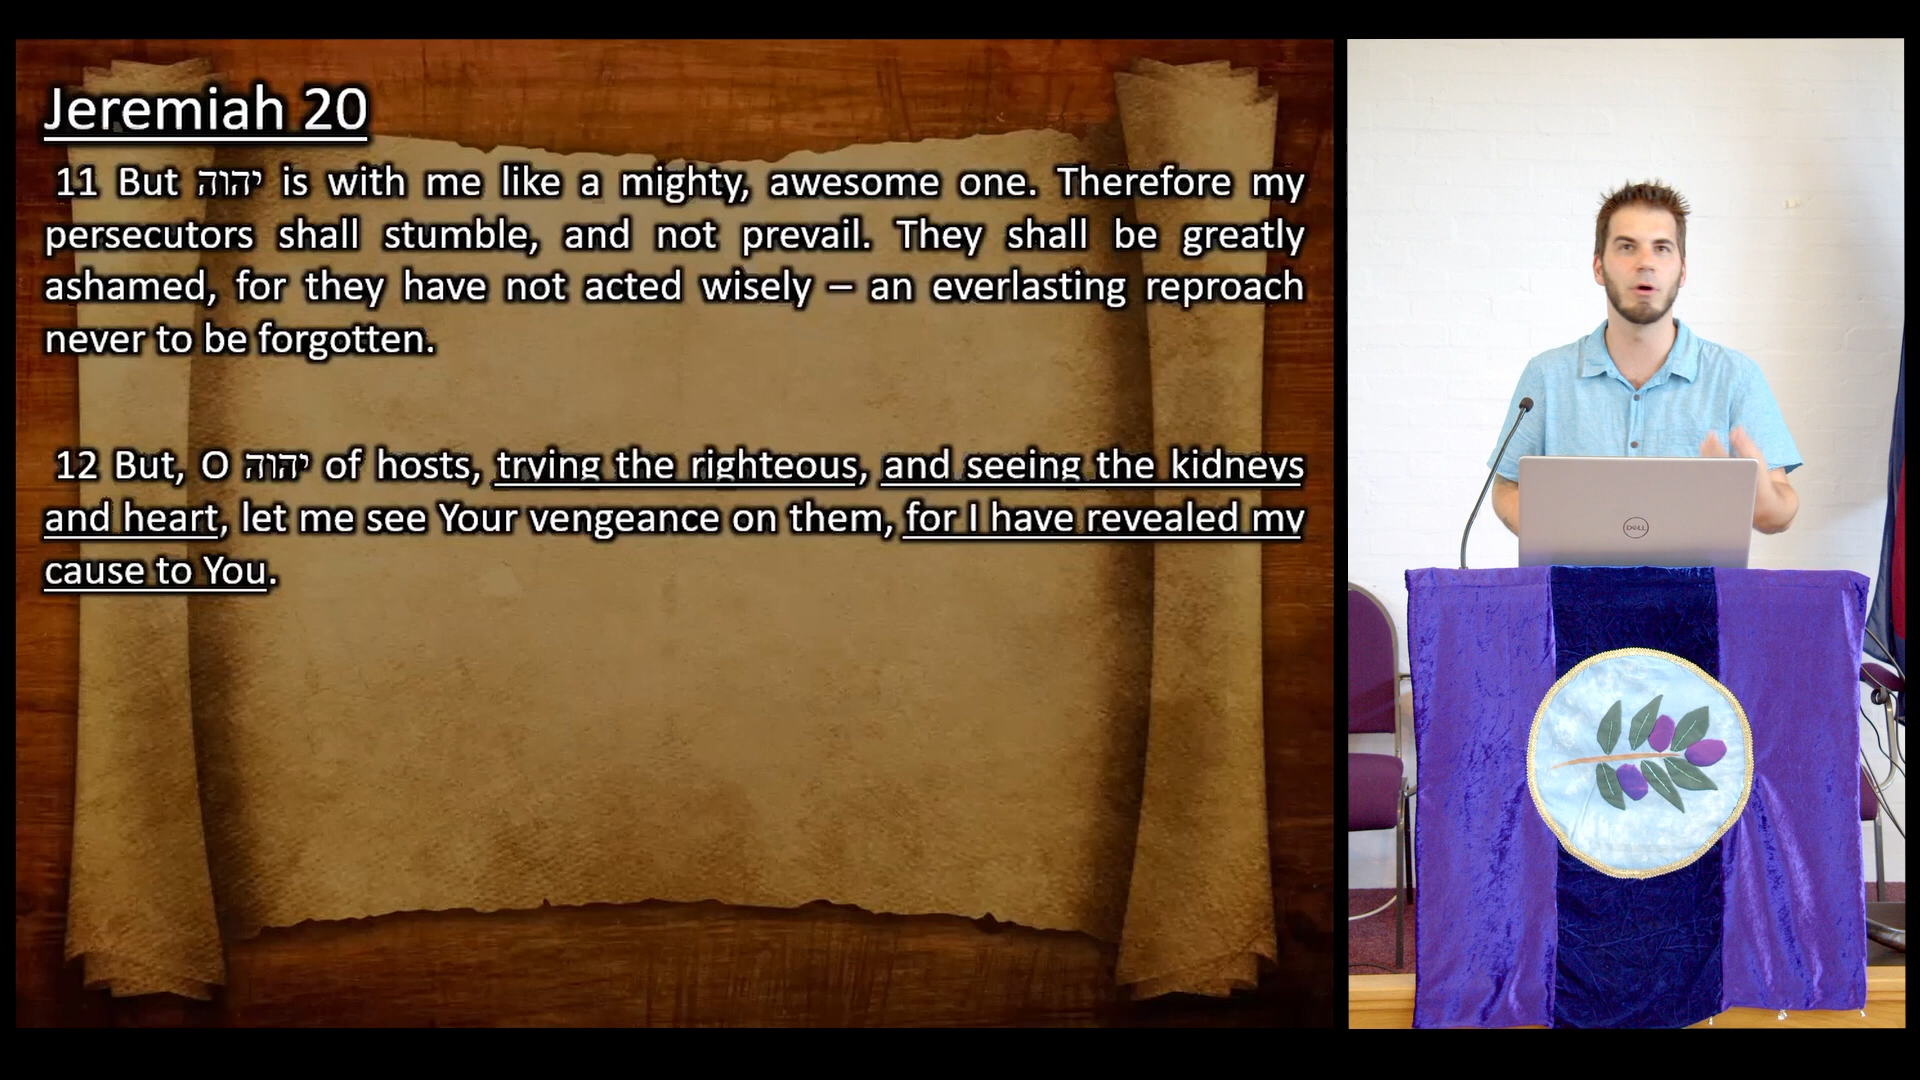 Jeremiah 20
11 But יהוה is with me like a mighty, awesome one. Therefore my
persecutors shall stumble, and not prevail. They shall be greatly
ashamed, for they have not acted wisely – an everlasting reproach
never to be forgotten.
12 But, O יהוה of hosts, trying the righteous, and seeing the kidneys
and heart, let me see Your vengeance on them, for I have revealed my
cause to You.
DELL